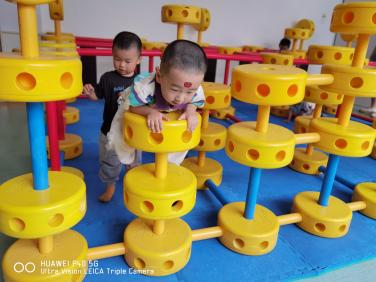 HUAWEI P40 5G
Ultra Vision LEICA Triple Camera